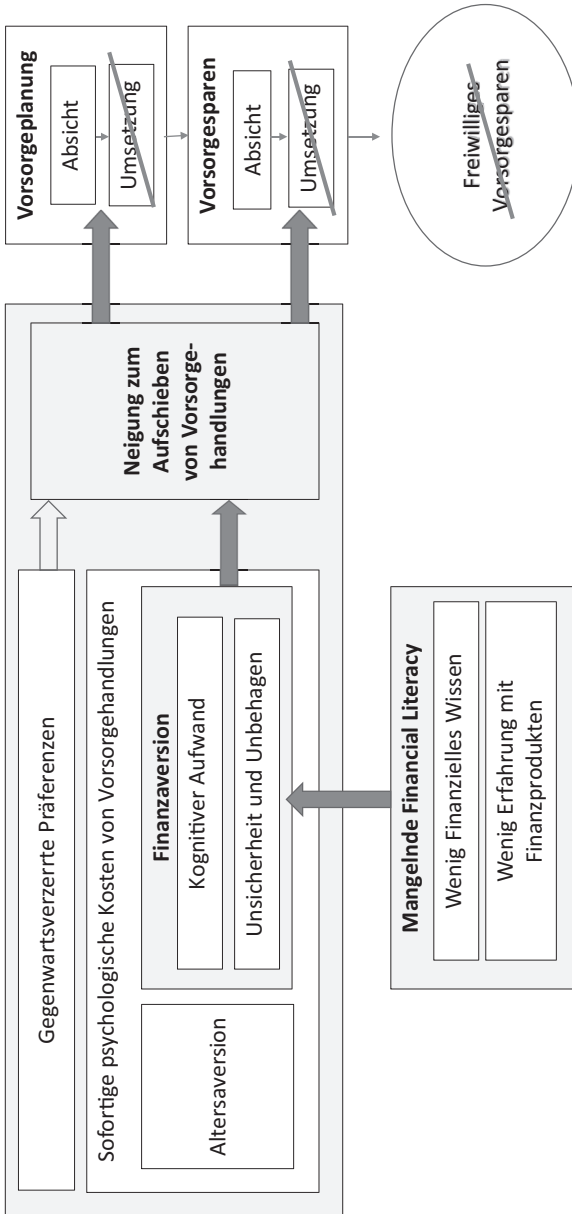 Gegenwartsverzerrte Präferenzen
Sofortige psychologische Kosten von Vorsorgehandlungen
Altersaversion
Finanzaversion
Kognitiver Aufwand
Unsicherheit und Unbehagen
Mangelnde Financial Literacy
Wenig Finanzielles Wissen
Wenig Erfahrung mit
Finanzprodukten
Neigung zum
Aufschieben
von Vorsorge-
handlungen
Vorsorgeplanung
Absicht
Umsetzung
Vorsorgesparen
Absicht
Umsetzung
Freiwilliges
Vorsorgesparen